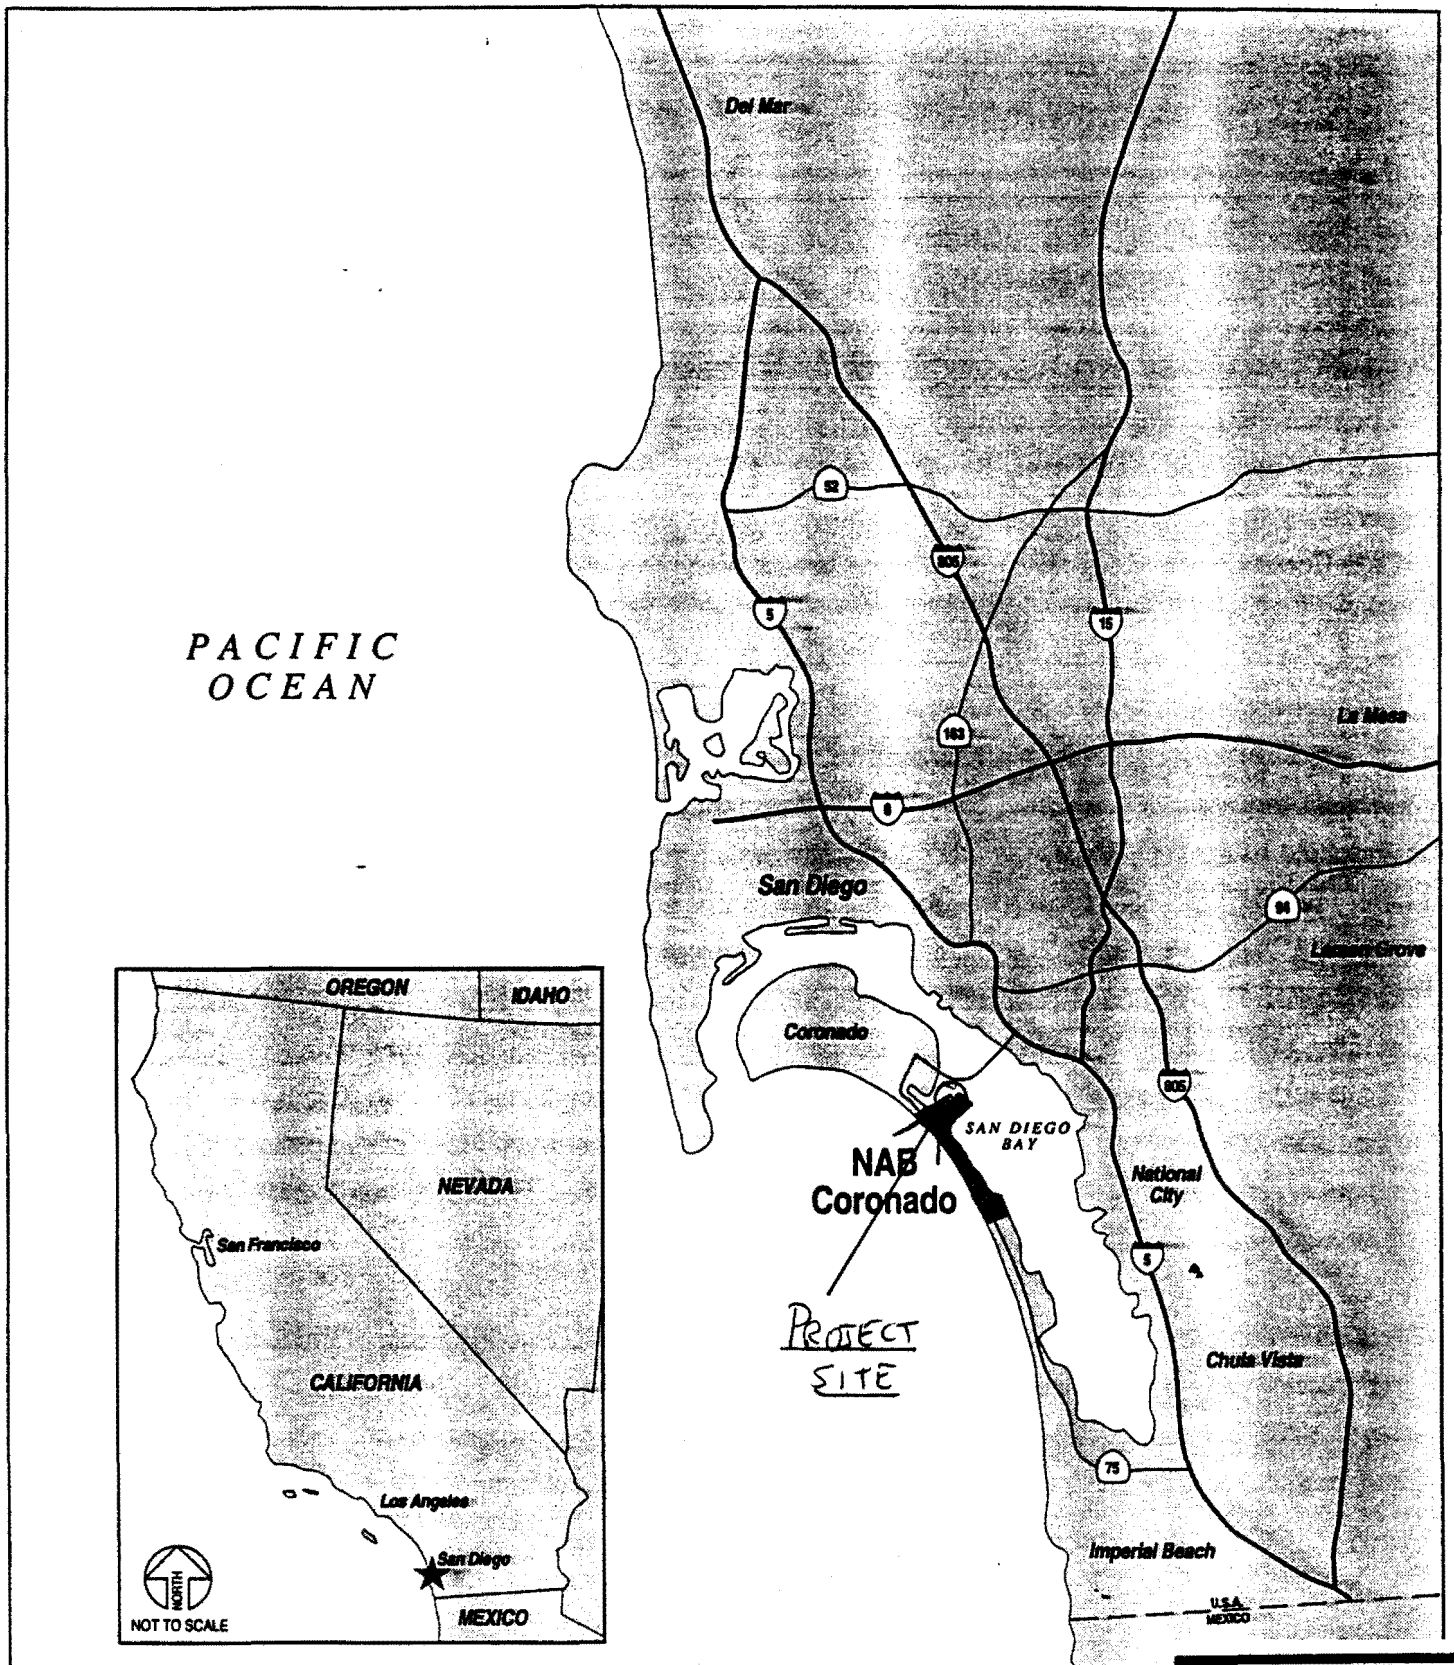 Del Mar
52
805
5
15
PACIFIC
OCEAN
La Mesa
163
8
San Diego
94
Lemon Grove
OREGON
IDAHO
Coronado
805
SAN DIEGO
BAY
NAB
Coronado
National
City
NEVADA
San Francisco
5
PROJECT
SITE
Chula Vista
CALIFORNIA
75
Los Angeles
San Diego
Imperial Beach
NORTH
NOT TO SCALE
MEXICO
U.S.A.
MEXICO